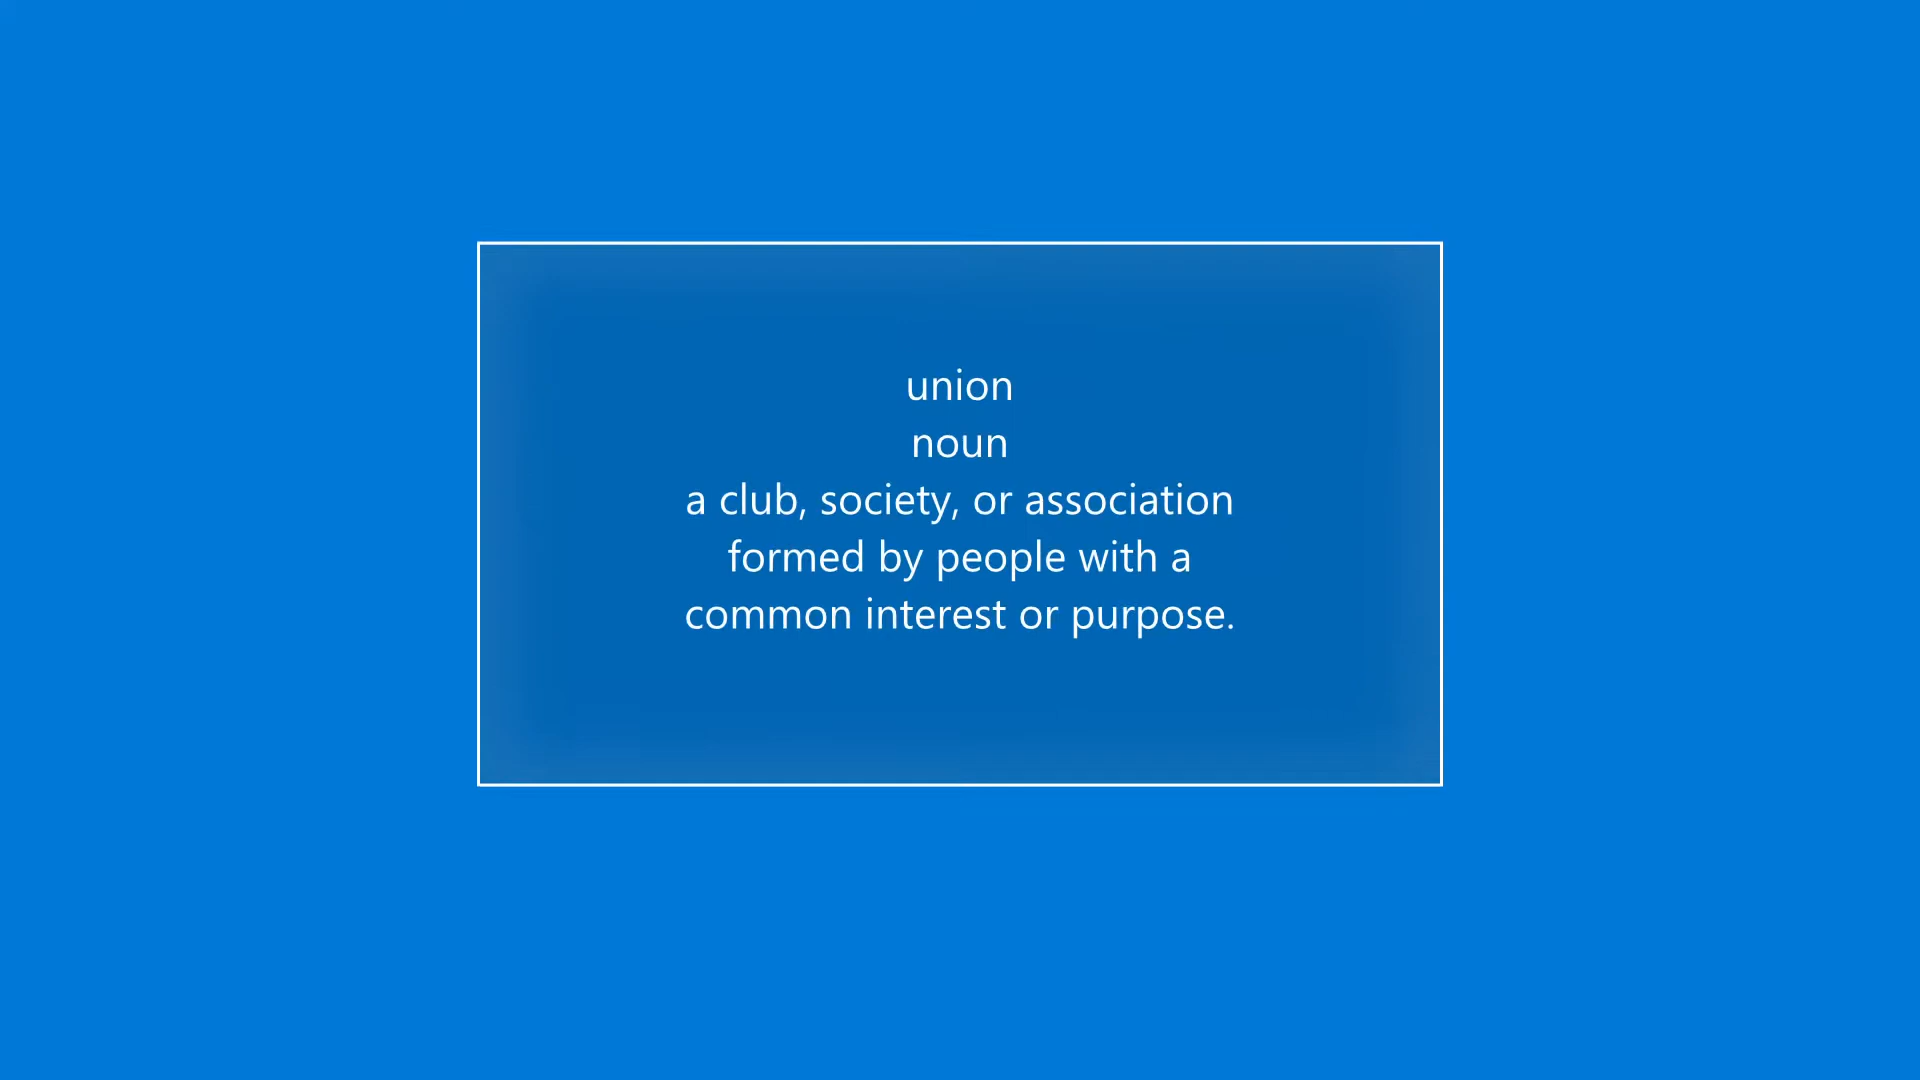 union
noun
a club, society, or association
formed by people with a
common interest or purpose.